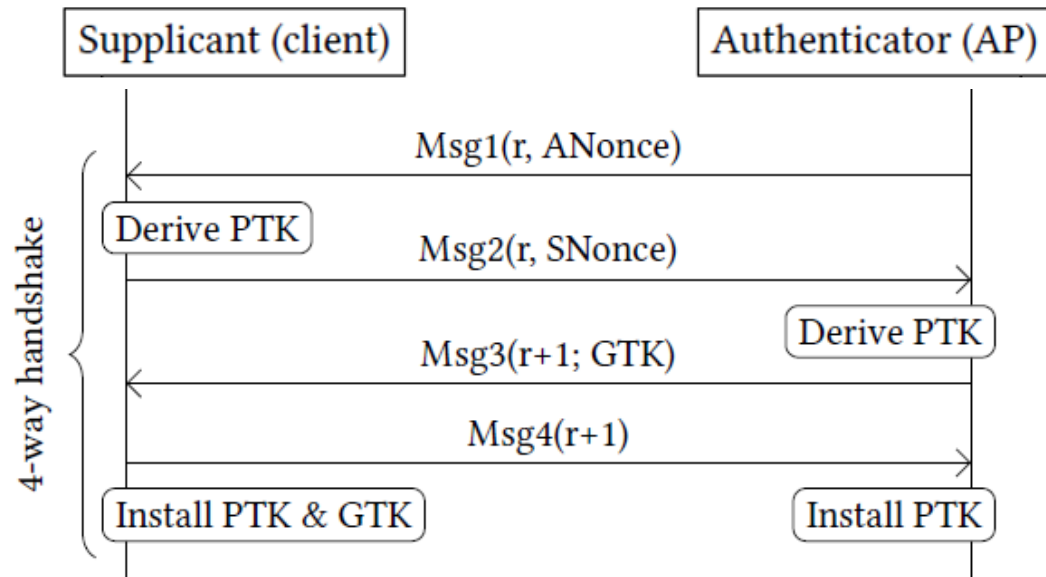 Supplicant (client)
Authenticator (AP)
Msg1(r, ANonce)
Derive PTK
Msg2(r, SNonce)
Derive PTK
Msg3(r+1; GTK)
Msg4(r+1)
Install PTK & GTK
Install PTK
4-way handshake